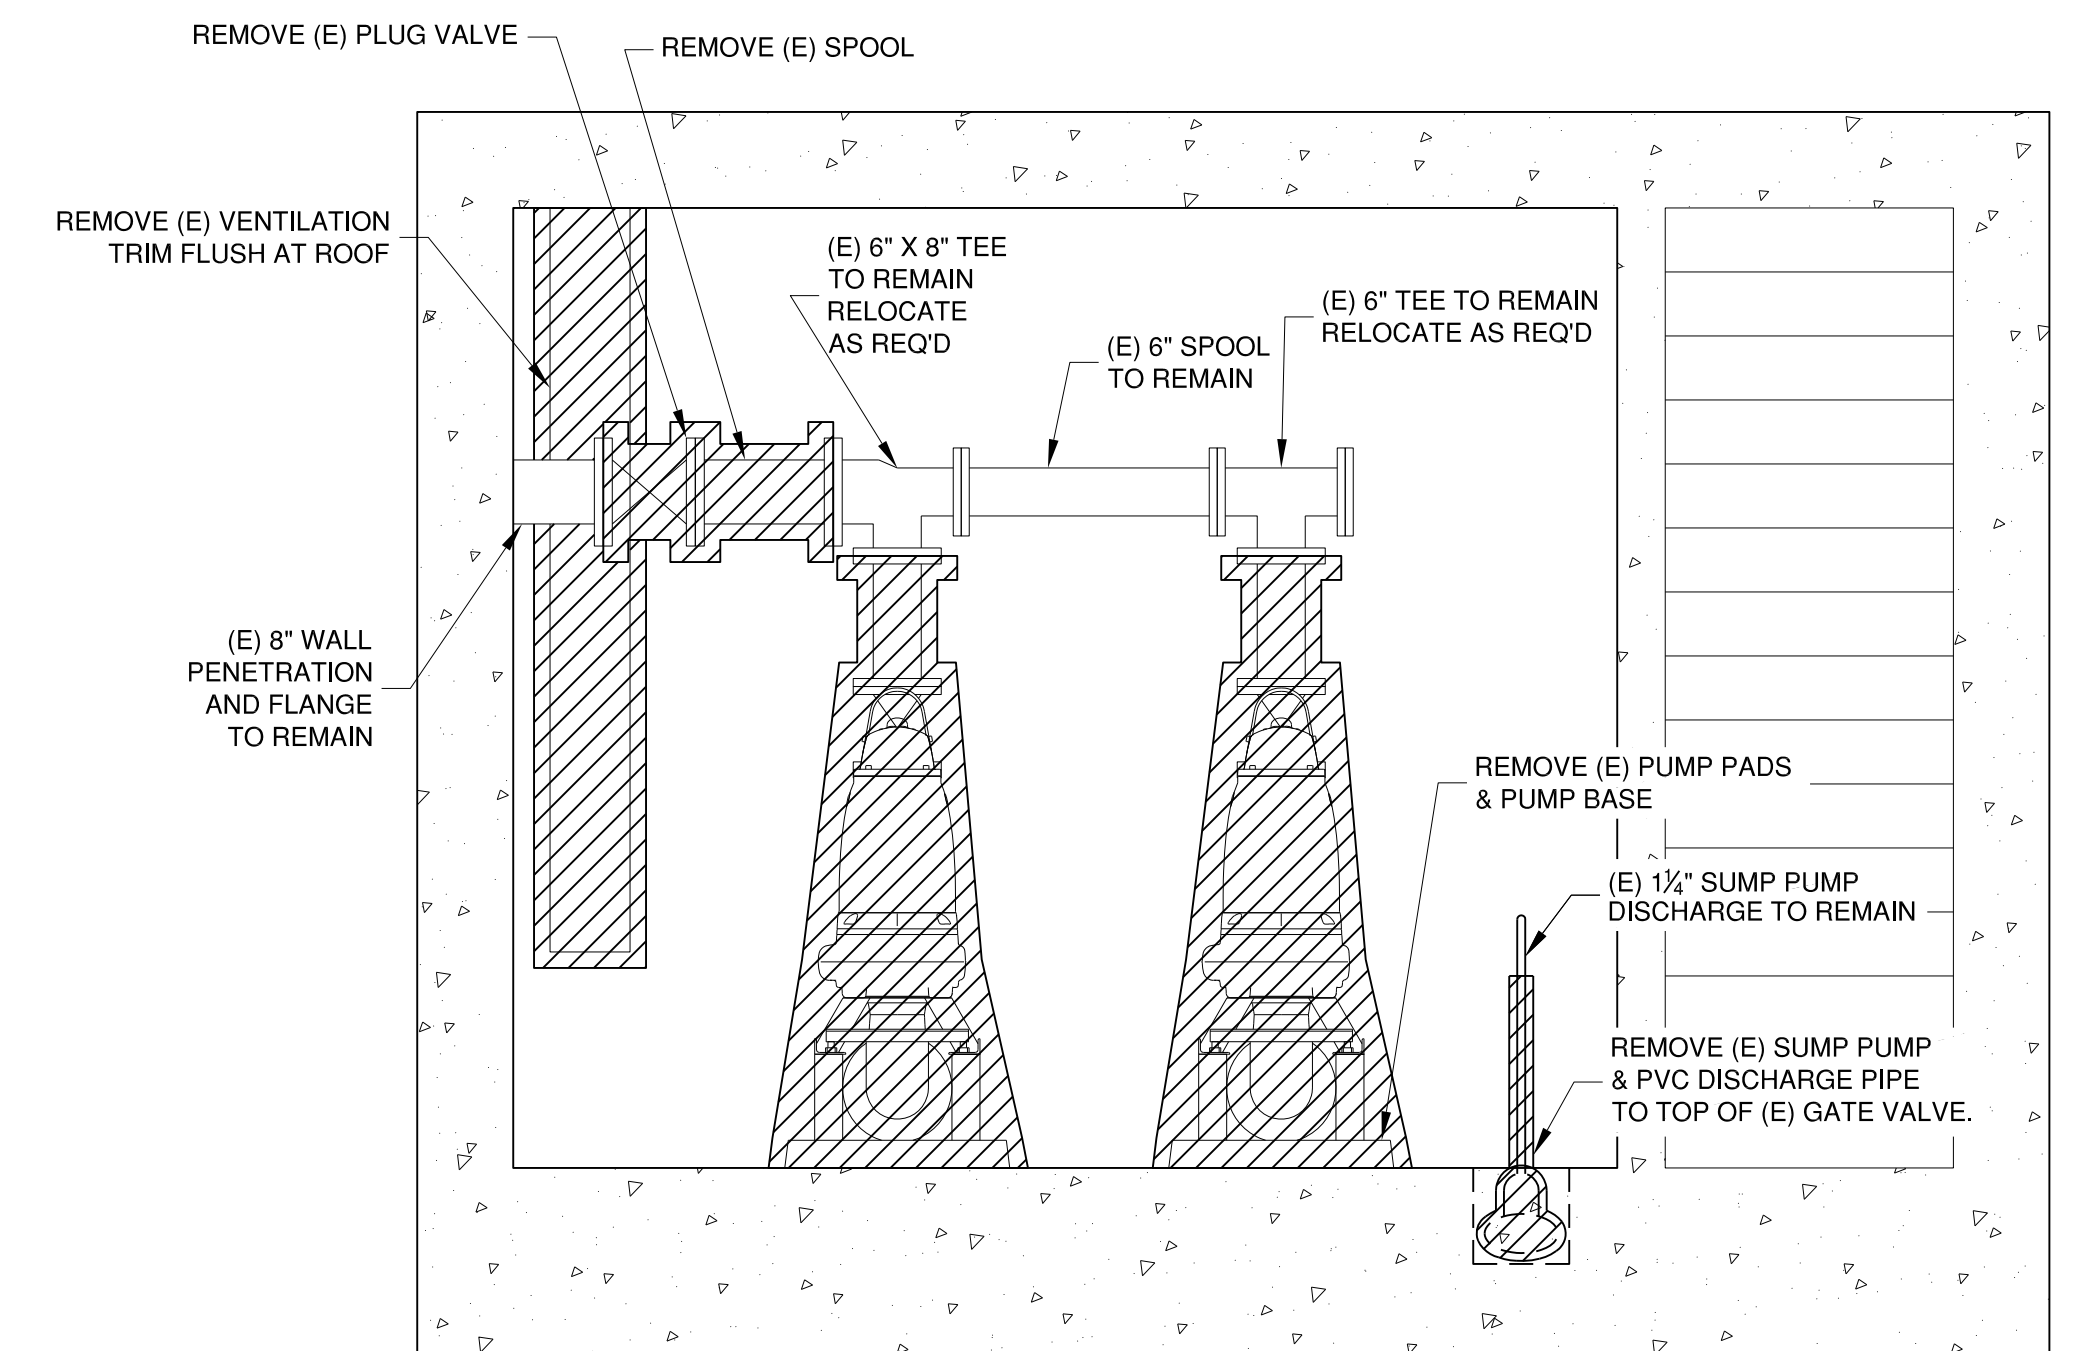 REMOVE (E) PLUG VALVE
REMOVE (E) SPOOL
REMOVE (E) VENTILATION
TRIM FLUSH AT ROOF
(E) 6" X 8" TEE
TO REMAIN
RELOCATE
AS REQ'D
(E) 6" TEE TO REMAIN
RELOCATE AS REQ'D
(E) 6" SPOOL
TO REMAIN
(E) 8" WALL
PENETRATION
AND FLANGE
TO REMAIN
REMOVE (E) PUMP PADS
& PUMP BASE
(E) 1¼" SUMP PUMP
DISCHARGE TO REMAIN
REMOVE (E) SUMP PUMP
& PVC DISCHARGE PIPE
TO TOP OF (E) GATE VALVE.